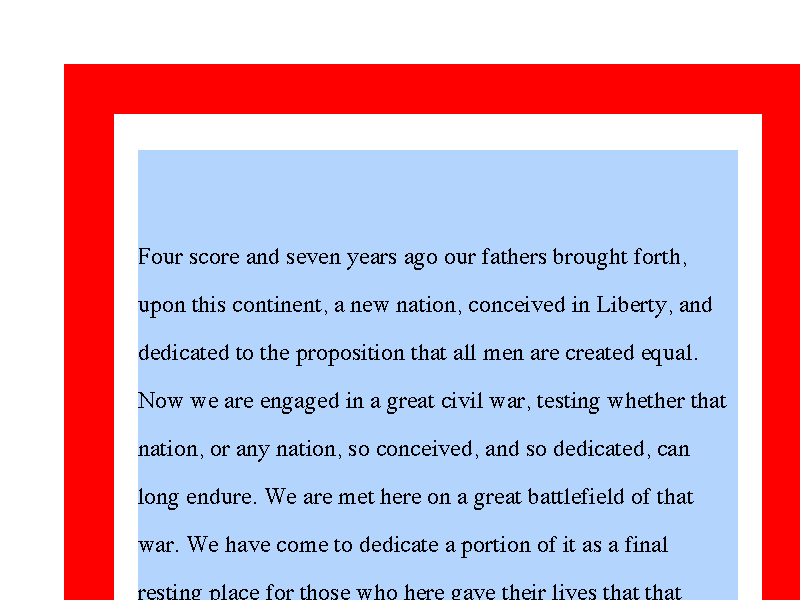 Four score and seven years ago our fathers brought forth,
upon this continent, a new nation, conceived in Liberty, and
dedicated to the proposition that all men are created equal.
Now we are engaged in a great civil war, testing whether that
nation, or any nation, so conceived, and so dedicated, can
long endure. We are met here on a great battlefield of that
war. We have come to dedicate a portion of it as a final
resting place for those who here gave their lives that that